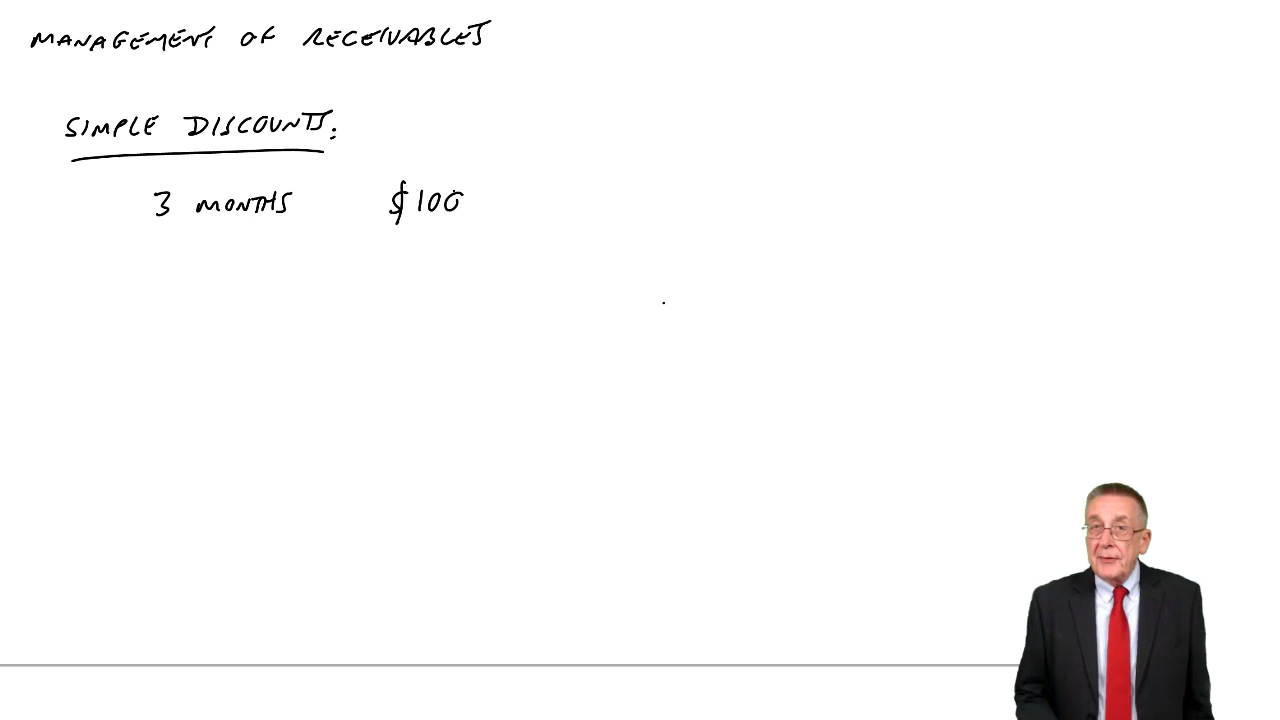 MANAGEMENT OF RECEIVABLES
SIMPLE DISCOUNTS:
3 MONTHS $100